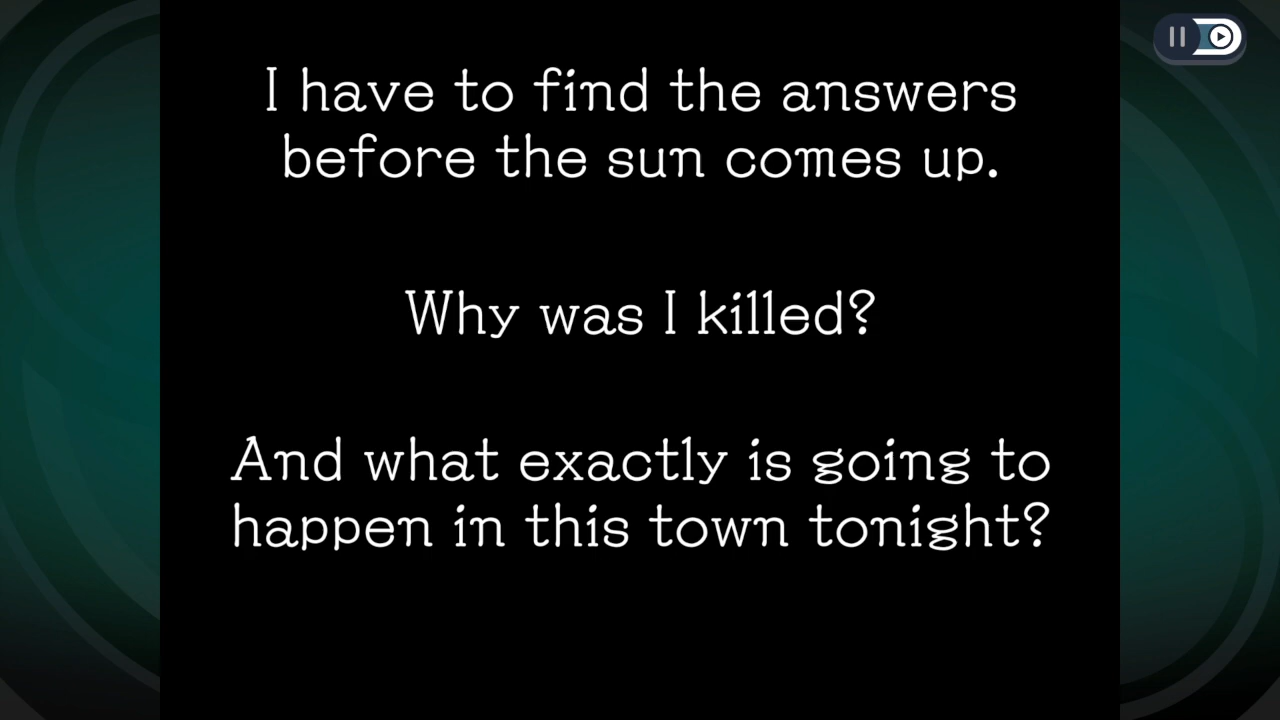 I have to find the answers
before the sun comes up.
Why was I killed?
And what exactly is going to
happen in this town tonight?